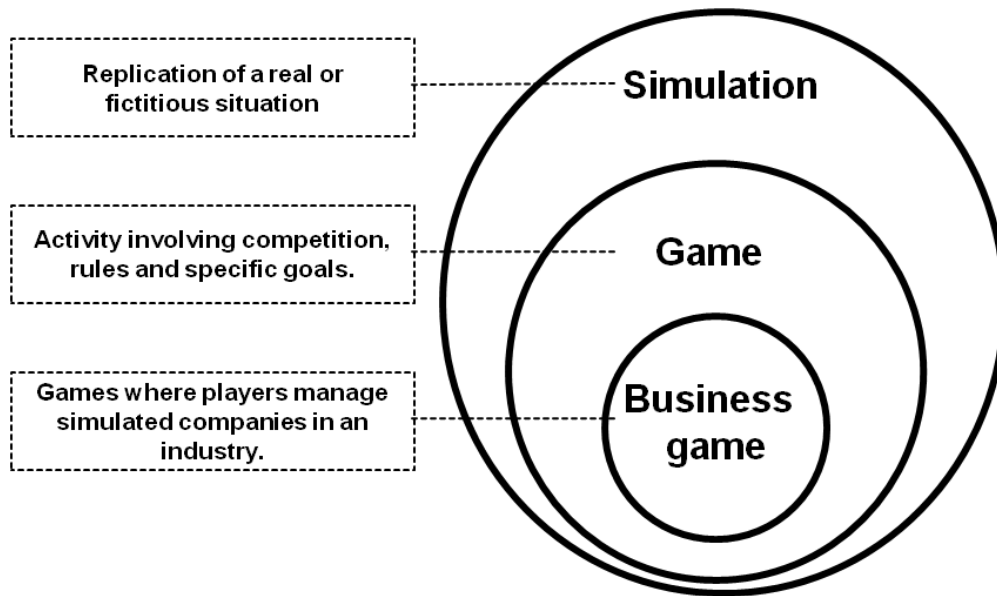 Replication of a real or
fictitious situation
Simulation
Activity involving competition,
rules and specific goals.
Game
Games where players manage
simulated companies in an
industry.
Business
game